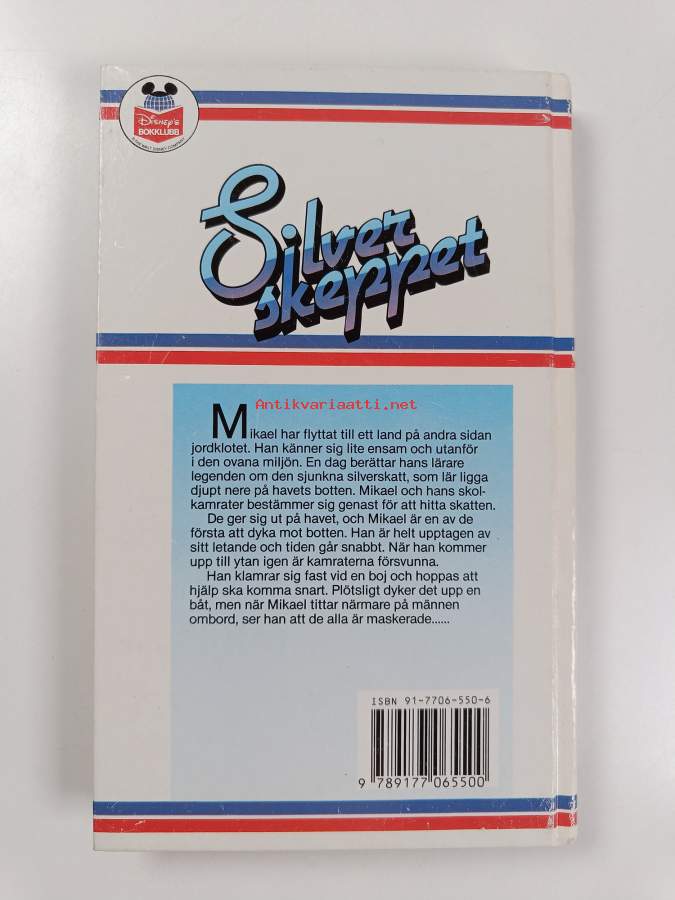 DISNEY'S
BOKKLUBB
© THE WALT DISNEY COMPANY
Silver
skeppet
Antikvariaatti.net
Mikael har flyttat till ett land på andra sidan
jordklotet. Han känner sig lite ensam och utanför
i den ovana miljön. En dag berättar hans lärare
legenden om den sjunkna silverskatt, som lär ligga
djupt nere på havets botten. Mikael och hans skol-
kamrater bestämmer sig genast för att hitta skatten.
De ger sig ut på havet, och Mikael är en av de
första att dyka mot botten. Han är helt upptagen av
sitt letande och tiden går snabbt. När han kommer
upp till ytan igen är kamraterna försvunna.
Han klamrar sig fast vid en boj och hoppas att
hjälp ska komma snart. Plötsligt dyker det upp en
båt, men när Mikael tittar närmare på männen
ombord, ser han att de alla är maskerade......
ISBN 91-7706-550-6
9 789177 065500